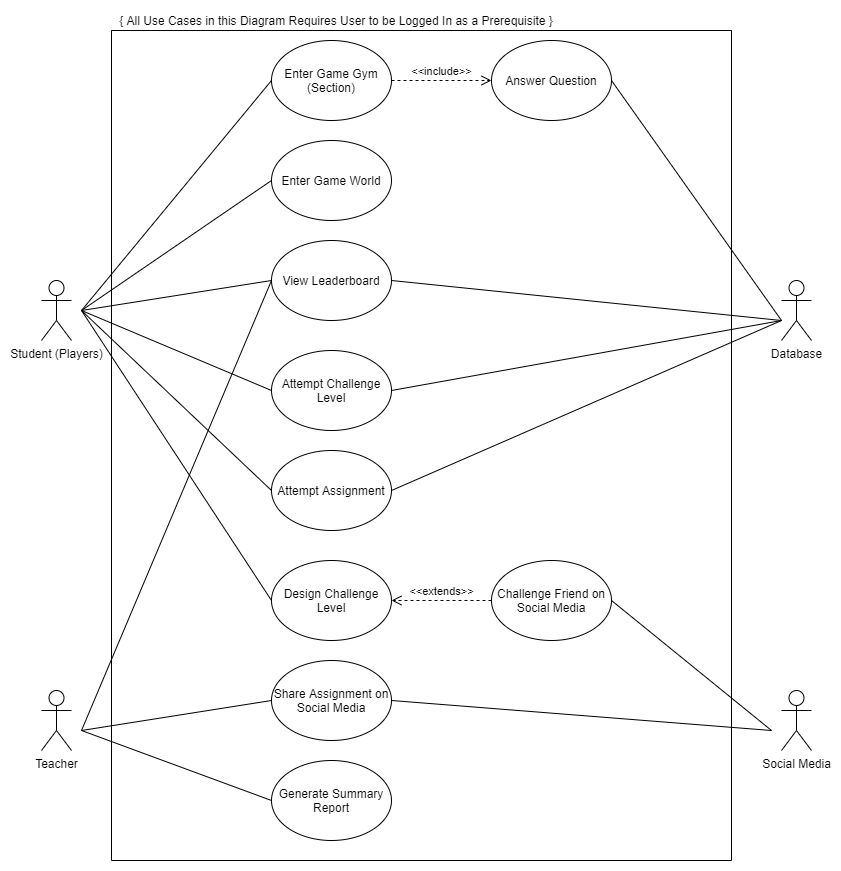 { All Use Cases in this Diagram Requires User to be Logged In as a Prerequisite }
Enter Game Gym
(Section)
<<include>>
Answer Question
Enter Game World
View Leaderboard
Student (Players)
Database
Attempt Challenge
Level
Attempt Assignment
Design Challenge
Level
<<extends>>
Challenge Friend on
Social Media
Share Assignment on
Social Media
Teacher
Social Media
Generate Summary
Report